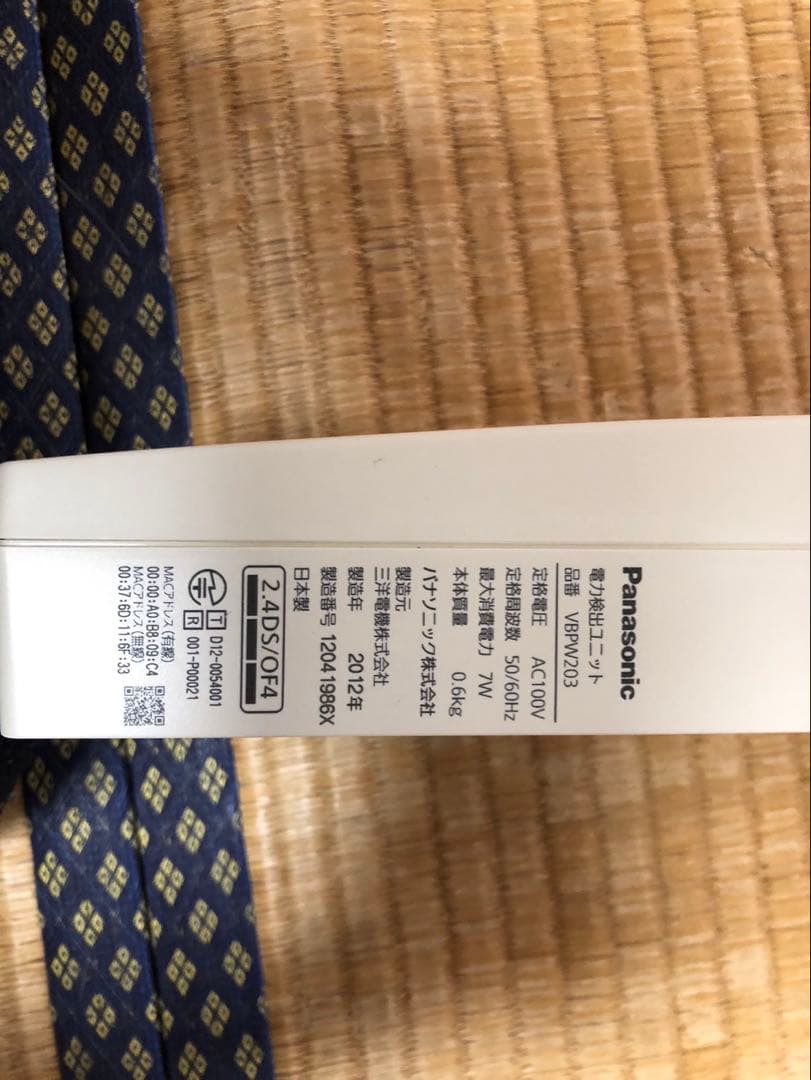 Panasonic
電力検出ユニット
品番 VBPW203
定格電圧 AC100V
定格周波数 50/60Hz
最大消費電力 7W
本体質量 0.6kg
パナソニック株式会社
製造元
三洋電機株式会社
製造年 2012年
製造番号 12041986X
日本製
2.4DS/OF4
T D12-0054001
R 001-P00021
MACアドレス(有線)
00:00:A0:B8:09:C4
MACアドレス(無線)
00:37:6D:11:6F:33